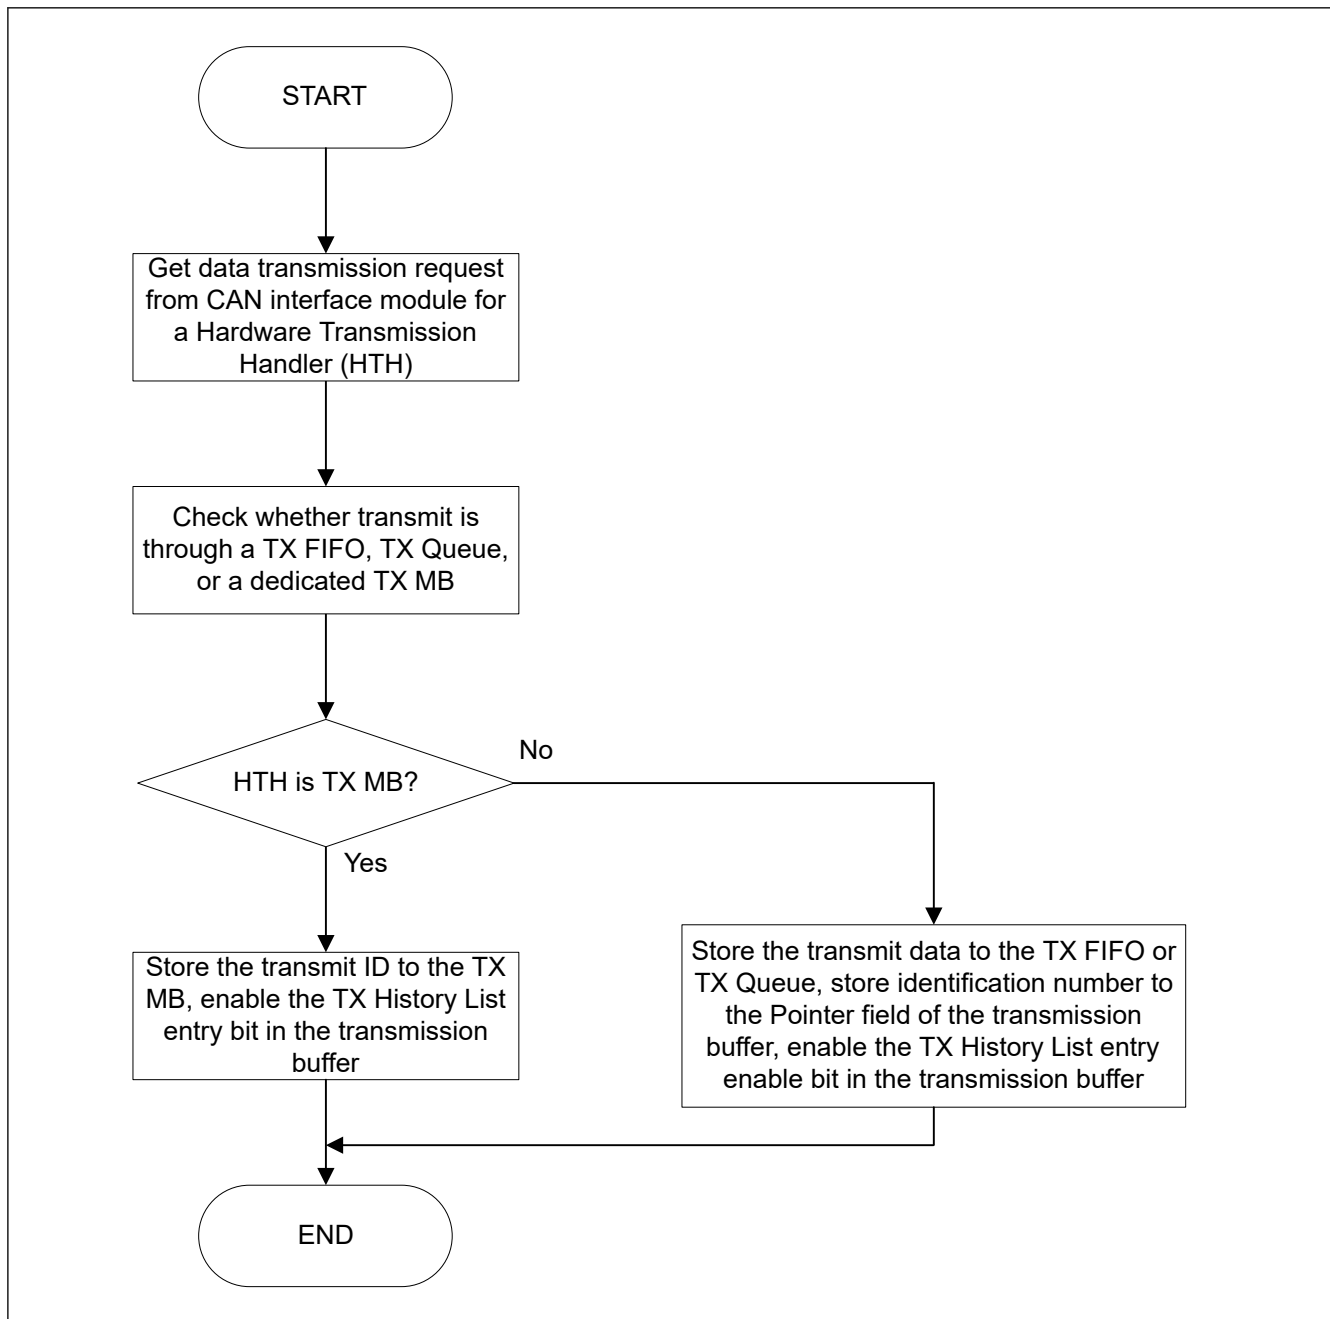 START
Get data transmission request
from CAN interface module for
a Hardware Transmission
Handler (HTH)
Check whether transmit is
through a TX FIFO, TX Queue,
or a dedicated TX MB
No
HTH is TX MB?
Yes
Store the transmit ID to the TX
MB, enable the TX History List
entry bit in the transmission
buffer
Store the transmit data to the TX FIFO or
TX Queue, store identification number to
the Pointer field of the transmission
buffer, enable the TX History List entry
enable bit in the transmission buffer
END